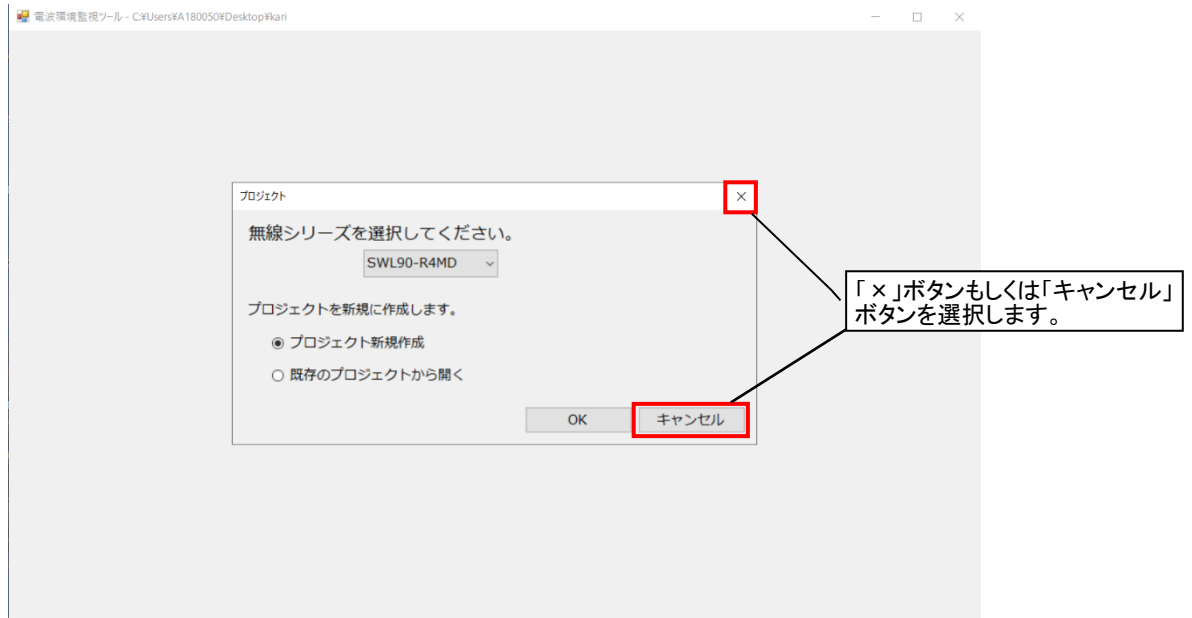 電波環境監視ツール - C:¥Users¥A180050¥Desktop¥kari
プロジェクト
無線シリーズを選択してください。
SWL90-R4MD
プロジェクトを新規に作成します。
プロジェクト新規作成
既存のプロジェクトから開く
OK キャンセル
「×」ボタンもしくは「キャンセル」
ボタンを選択します。